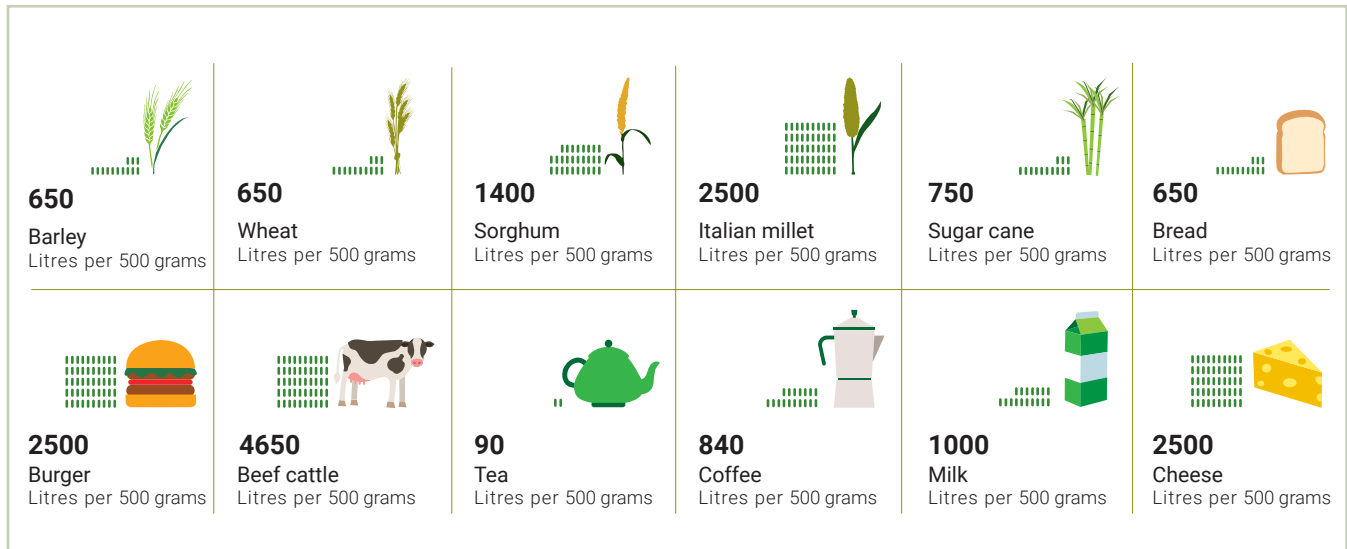 650
Barley
Litres per 500 grams
650
Wheat
Litres per 500 grams
1400
Sorghum
Litres per 500 grams
2500
Italian millet
Litres per 500 grams
750
Sugar cane
Litres per 500 grams
650
Bread
Litres per 500 grams
2500
Burger
Litres per 500 grams
4650
Beef cattle
Litres per 500 grams
90
Tea
Litres per 500 grams
840
Coffee
Litres per 500 grams
1000
Milk
Litres per 500 grams
2500
Cheese
Litres per 500 grams